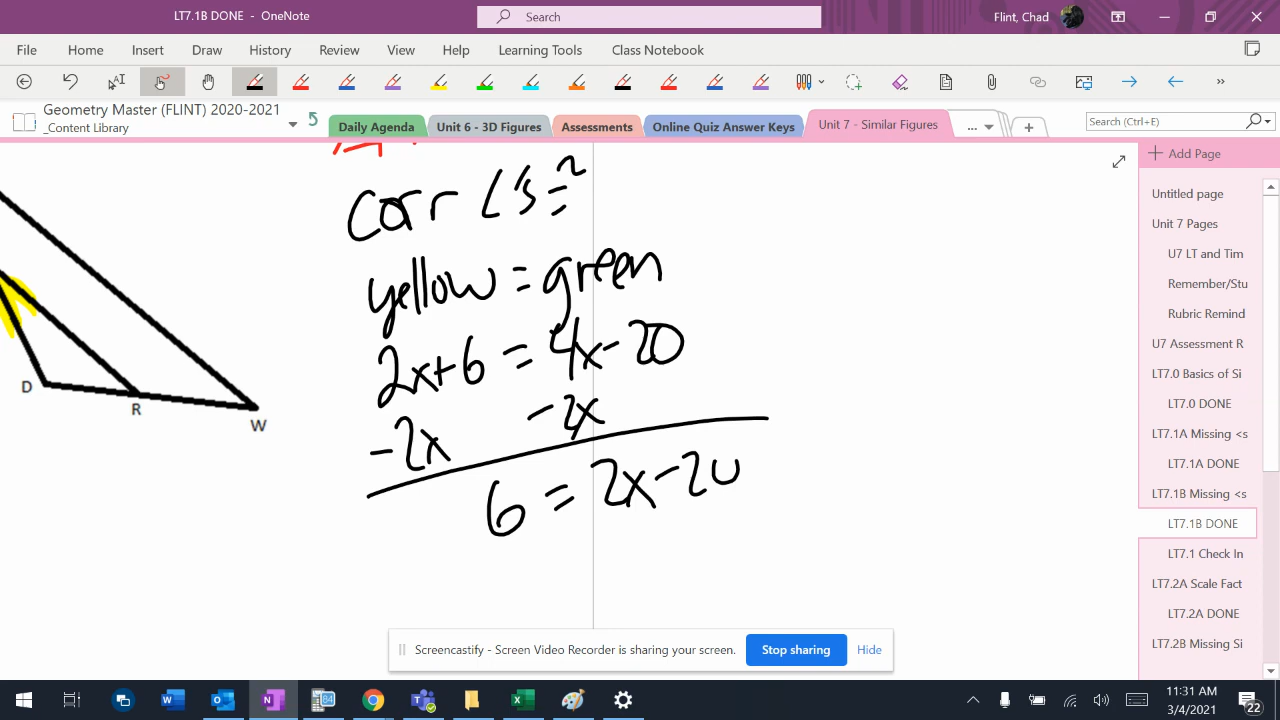 LT7.1B DONE - OneNote
Search
Flint, Chad
File Home Insert Draw History Review View Help Learning Tools Class Notebook
Geometry Master (FLINT) 2020-2021
_Content Library
Daily Agenda
Unit 6 - 3D Figures
Assessments
Online Quiz Answer Keys
Unit 7 - Similar Figures
...
Search (Ctrl+E)
Add Page
Untitled page
Unit 7 Pages
U7 LT and Tim
Remember/Stu
Rubric Remind
U7 Assessment R
LT7.0 Basics of Si
LT7.0 DONE
LT7.1A Missing <s
LT7.1A DONE
LT7.1B Missing <s
LT7.1B DONE
LT7.1 Check In
LT7.2A Scale Fact
LT7.2A DONE
LT7.2B Missing Si
corr ∠'s ≅
yellow = green
2x+6 = 4x-20
-2x -2x
6 = 2x-20
D
R
W
Screencastify - Screen Video Recorder is sharing your screen.
Stop sharing
Hide
84
11:31 AM
3/4/2021
22